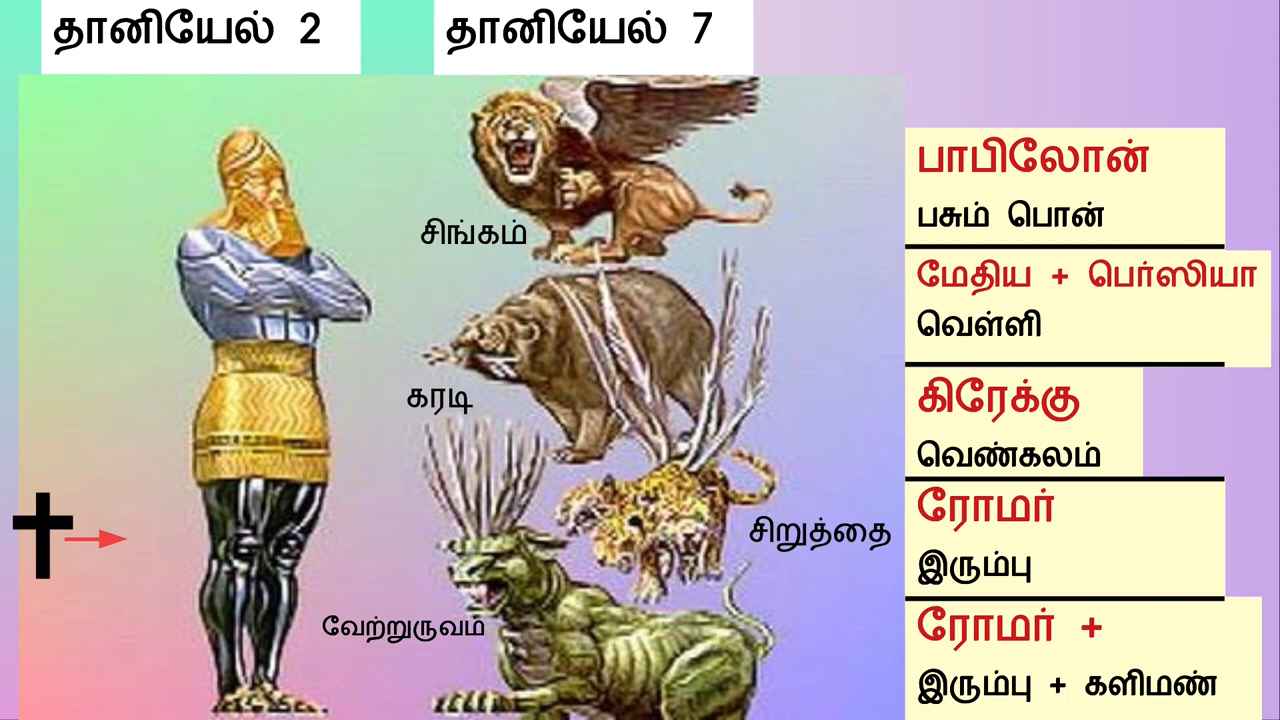 தானியேல் 2
தானியேல் 7
சிங்கம்
கரடி
சிறுத்தை
வேற்றுருவம்
பாபிலோன்
பசும் பொன்
மேதிய + பெர்ஸியா
வெள்ளி
கிரேக்கு
வெண்கலம்
ரோமர்
இரும்பு
ரோமர் +
இரும்பு + களிமண்